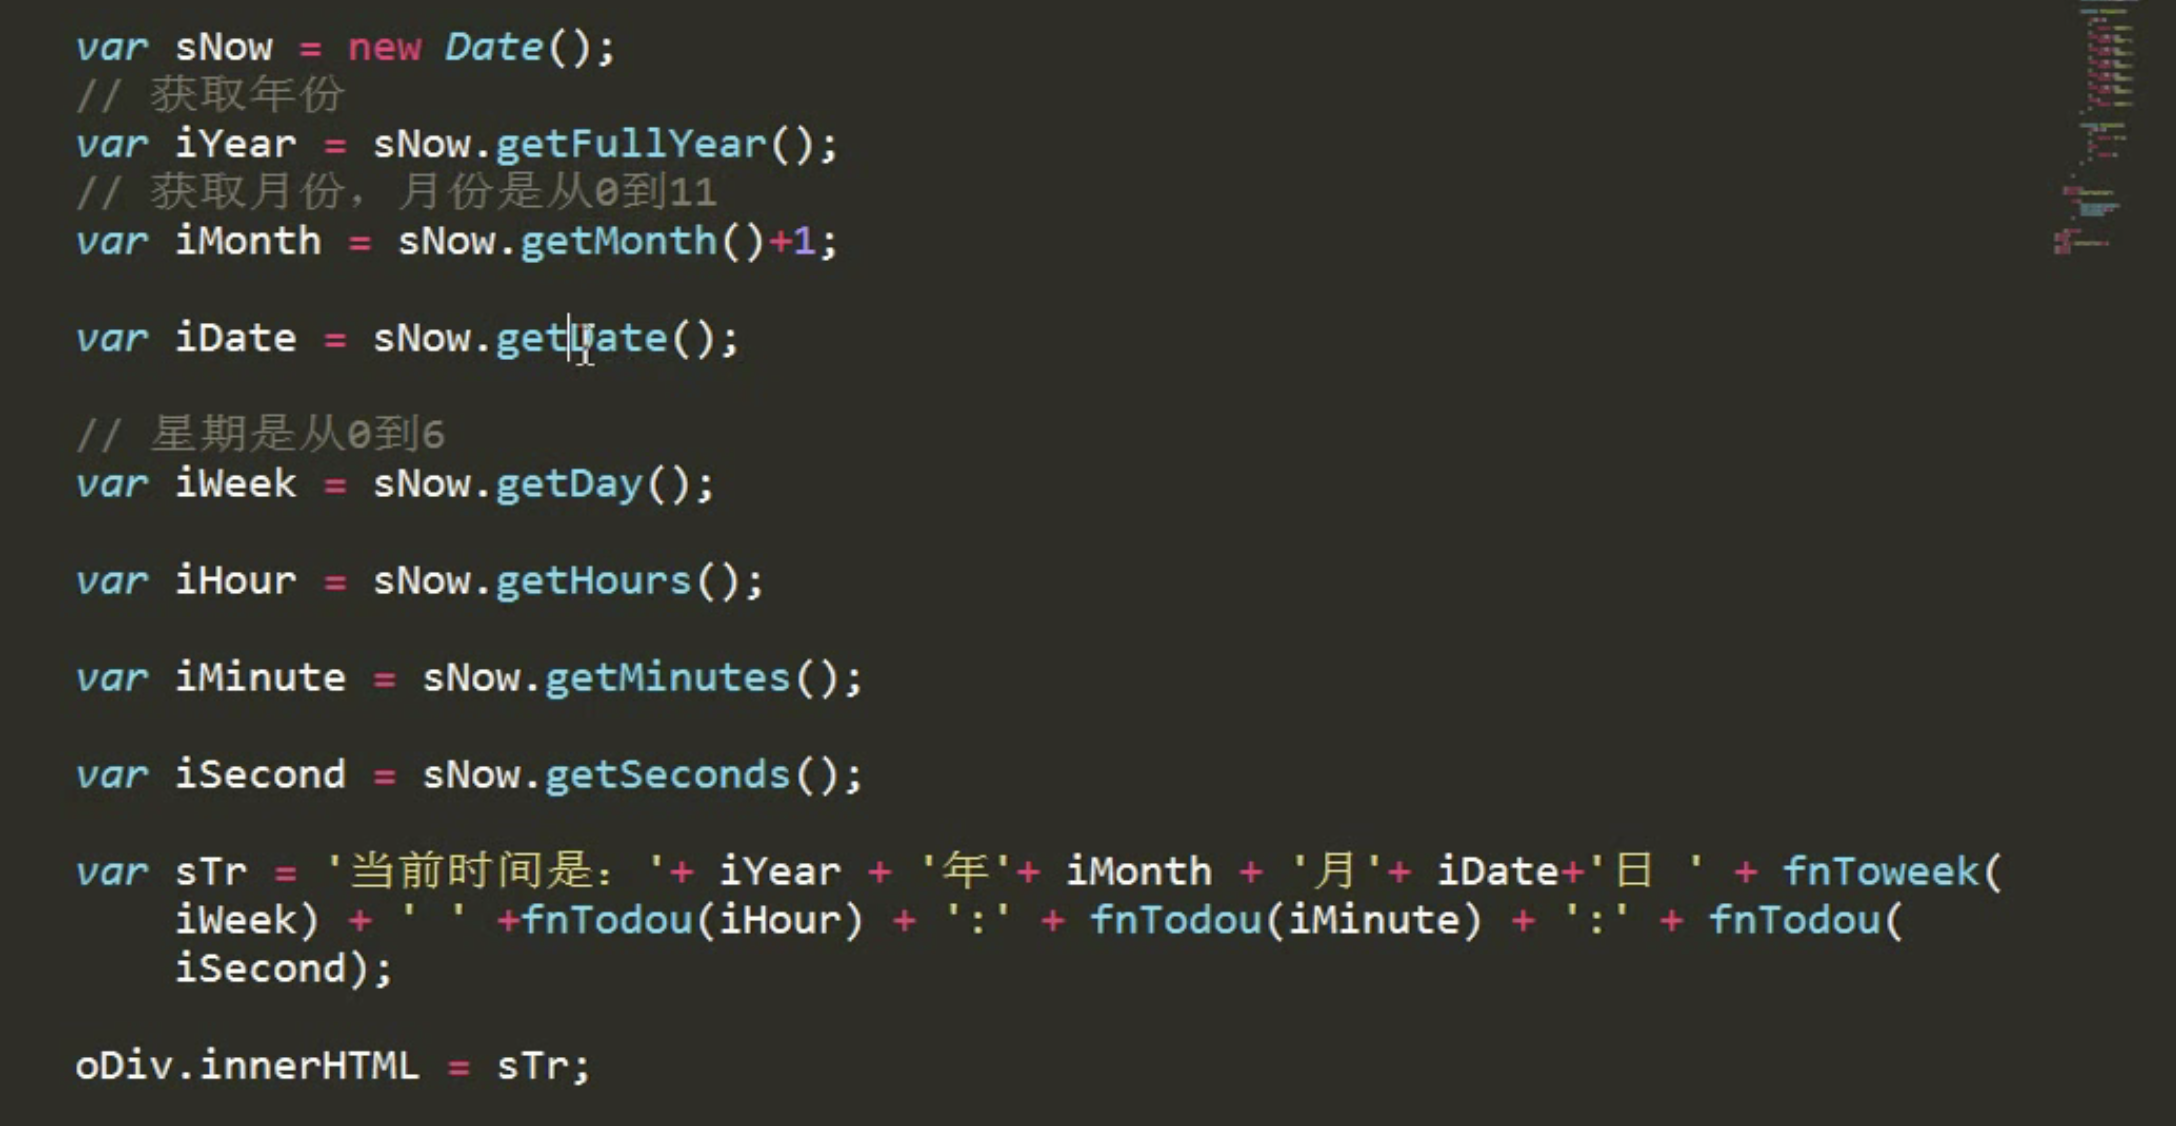 var sNow = new Date();
// 获取年份
var iYear = sNow.getFullYear();
// 获取月份，月份是从0到11
var iMonth = sNow.getMonth()+1;
var iDate = sNow.getDate();
// 星期是从0到6
var iWeek = sNow.getDay();
var iHour = sNow.getHours();
var iMinute = sNow.getMinutes();
var iSecond = sNow.getSeconds();
var sTr = '当前时间是：'+ iYear + '年'+ iMonth + '月'+ iDate+'日 ' + fnToweek(
iWeek) + ' ' +fnTodou(iHour) + ':' + fnTodou(iMinute) + ':' + fnTodou(
iSecond);
oDiv.innerHTML = sTr;